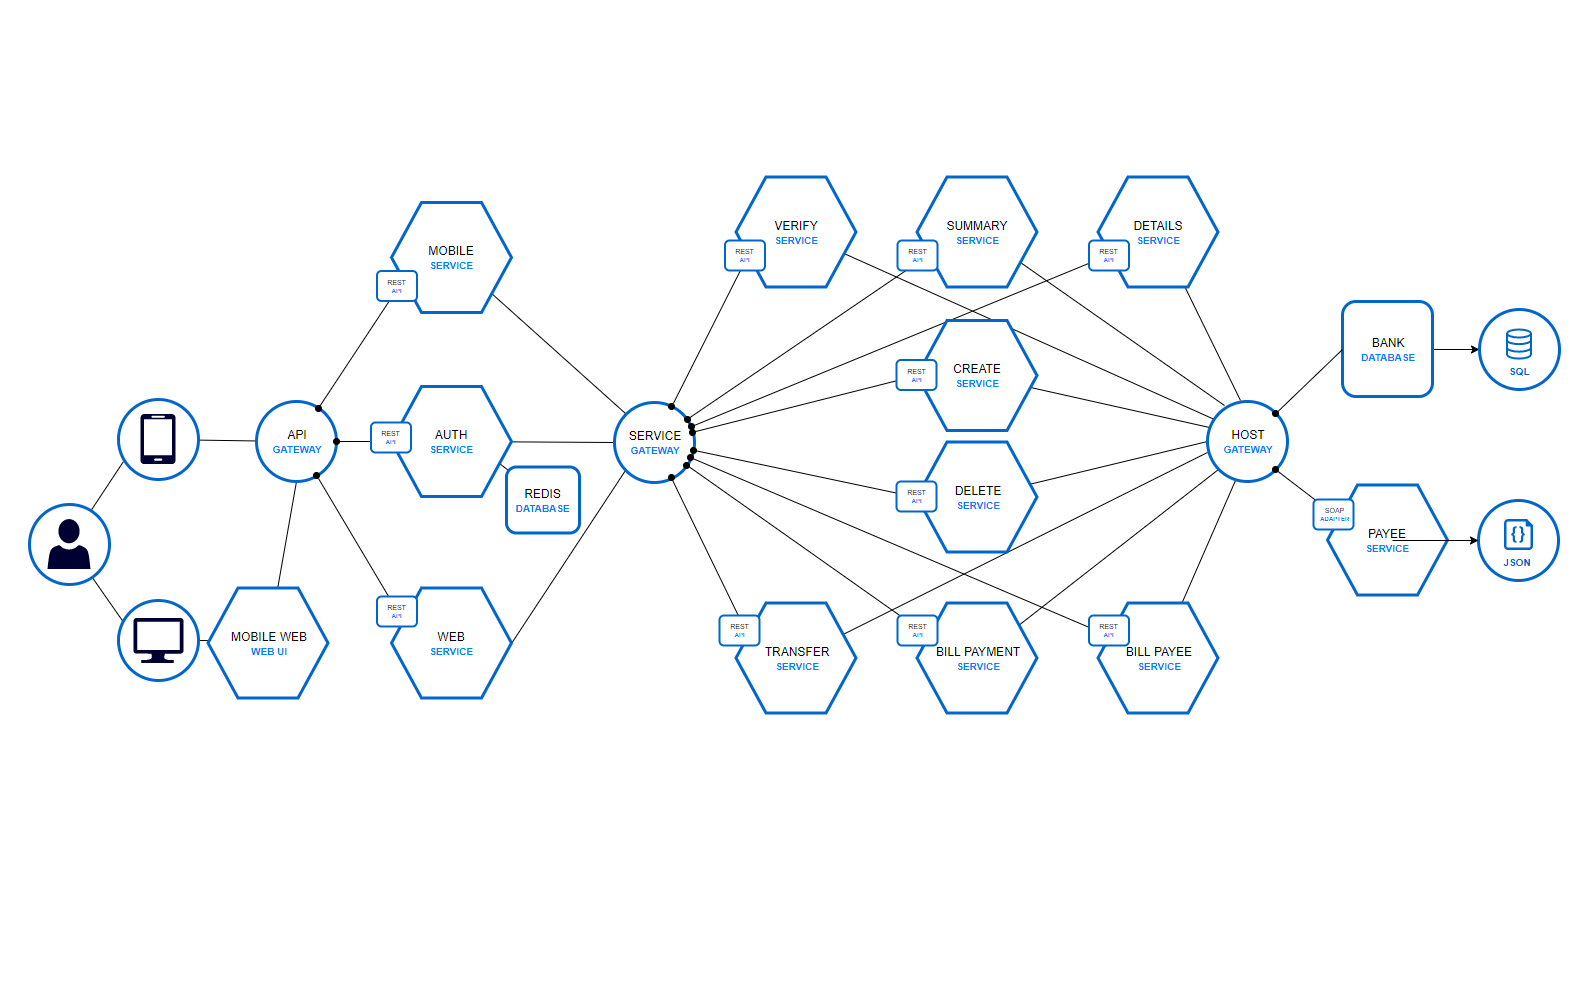 VERIFY
SERVICE
REST
API
SUMMARY
SERVICE
REST
API
DETAILS
SERVICE
REST
API
MOBILE
SERVICE
REST
API
CREATE
SERVICE
REST
API
BANK
DATABASE
SQL
API
GATEWAY
AUTH
SERVICE
REST
API
REDIS
DATABASE
SERVICE
GATEWAY
HOST
GATEWAY
DELETE
SERVICE
REST
API
SOAP
ADAPTER
PAYEE
SERVICE
{}
JSON
MOBILE WEB
WEB UI
REST
API
WEB
SERVICE
REST
API
TRANSFER
SERVICE
REST
API
BILL PAYMENT
SERVICE
REST
API
BILL PAYEE
SERVICE